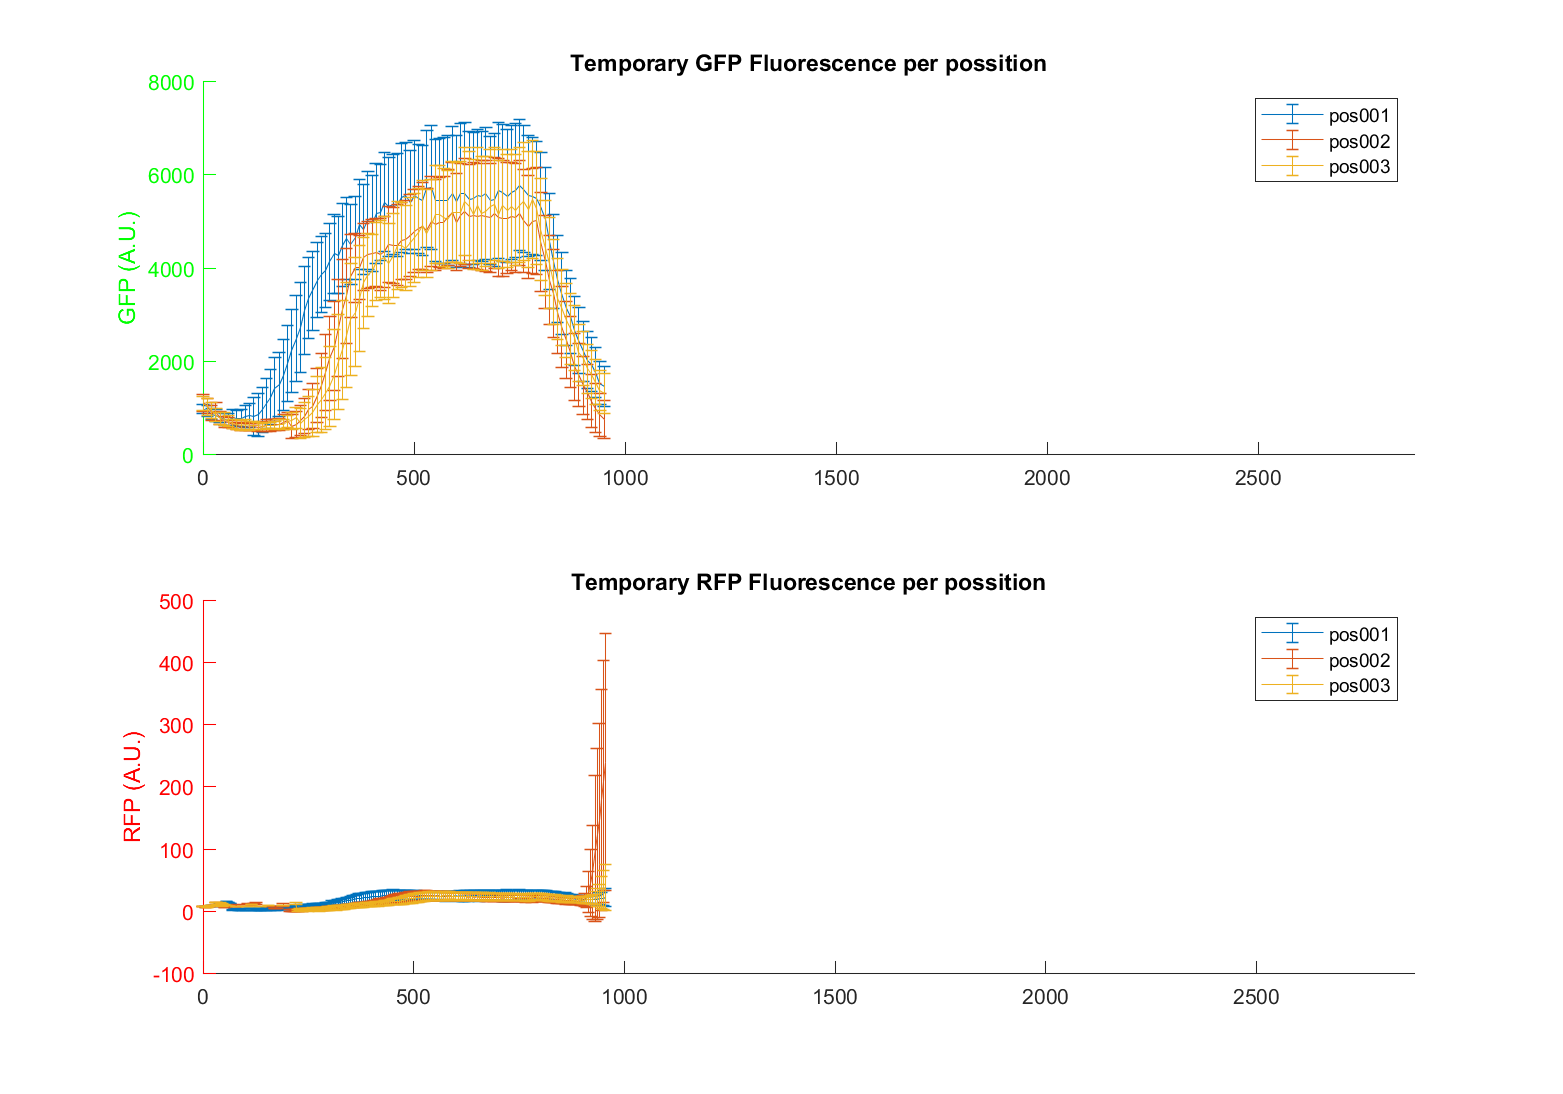 Temporary GFP Fluorescence per possition
8000
6000
4000
2000
0
GFP (A.U.)
0 500 1000 1500 2000 2500
pos001
pos002
pos003
Temporary RFP Fluorescence per possition
500
400
300
200
100
0
-100
RFP (A.U.)
0 500 1000 1500 2000 2500
pos001
pos002
pos003